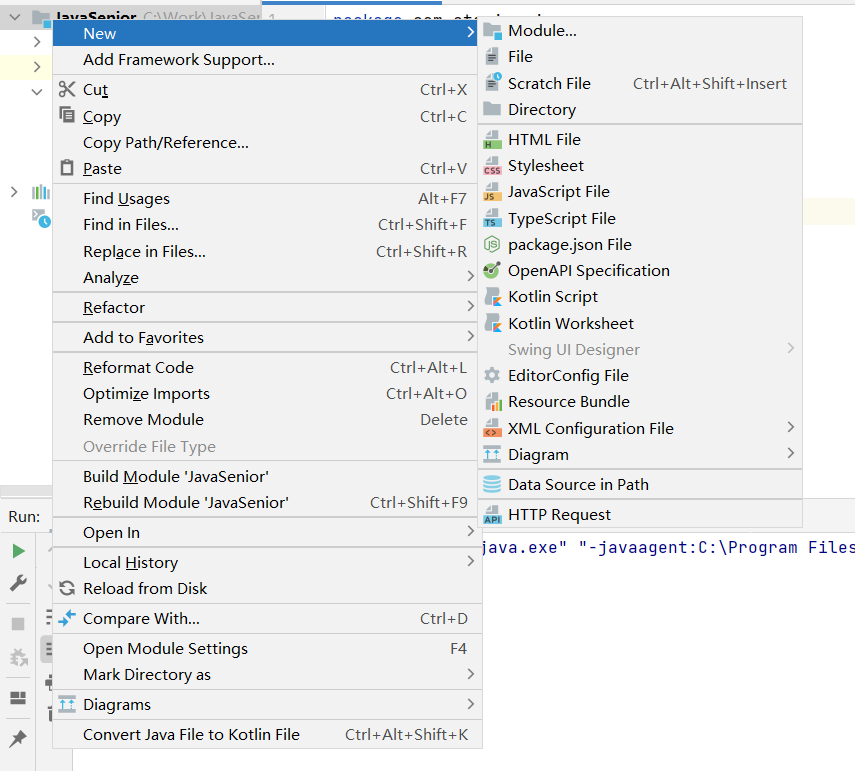 JavaSenior C:\Work\JavaSe
New
Add Framework Support...
Cut Ctrl+X
Copy Ctrl+C
Copy Path/Reference...
Paste Ctrl+V
Find Usages Alt+F7
Find in Files... Ctrl+Shift+F
Replace in Files... Ctrl+Shift+R
Analyze
Refactor
Add to Favorites
Reformat Code Ctrl+Alt+L
Optimize Imports Ctrl+Alt+O
Remove Module Delete
Override File Type
Build Module 'JavaSenior'
Rebuild Module 'JavaSenior' Ctrl+Shift+F9
Open In
Local History
Reload from Disk
Compare With... Ctrl+D
Open Module Settings F4
Mark Directory as
Diagrams
Convert Java File to Kotlin File Ctrl+Alt+Shift+K
Module...
File
Scratch File Ctrl+Alt+Shift+Insert
Directory
HTML File
Stylesheet
JavaScript File
TypeScript File
package.json File
OpenAPI Specification
Kotlin Script
Kotlin Worksheet
Swing UI Designer
EditorConfig File
Resource Bundle
XML Configuration File
Diagram
Data Source in Path
HTTP Request
Run:
java.exe" "-javaagent:C:\Program Files